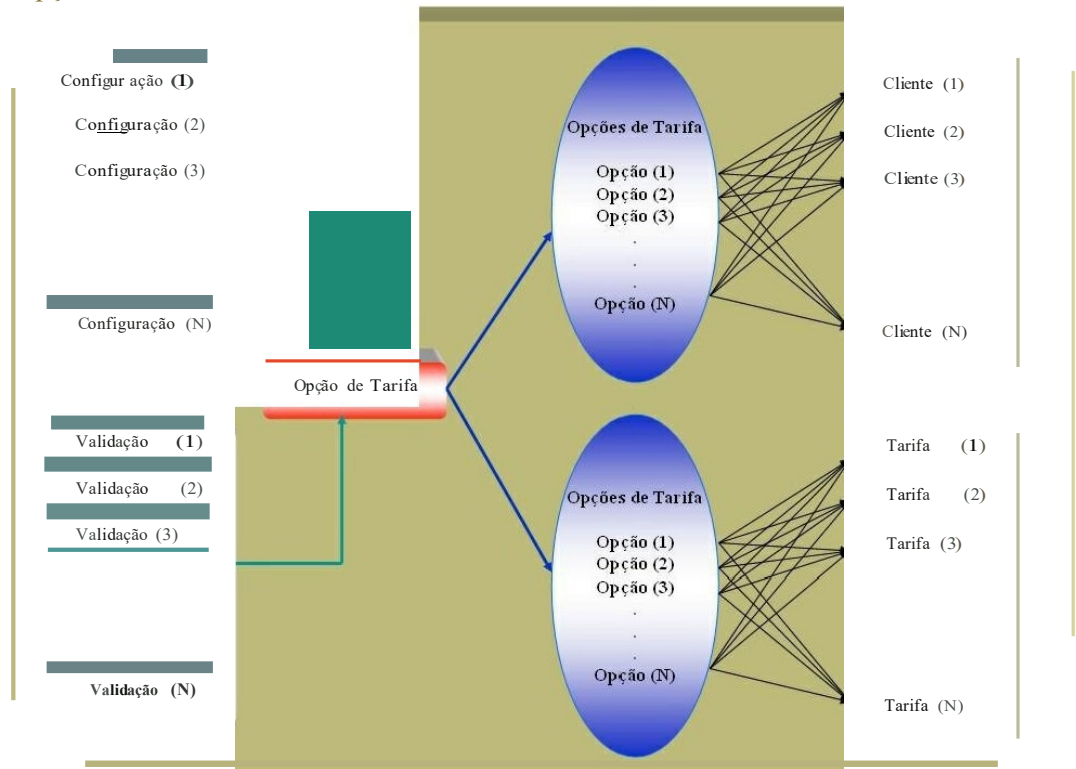 Configur ação (1)
Configuração (2)
Configuração (3)
Configuração (N)
Opção de Tarifa
Validação (1)
Validação (2)
Validação (3)
Validação (N)
Opções de Tarifa
Opção (1)
Opção (2)
Opção (3)
.
.
.
Opção (N)
Cliente (1)
Cliente (2)
Cliente (3)
Cliente (N)
Opções de Tarifa
Opção (1)
Opção (2)
Opção (3)
.
.
.
Opção (N)
Tarifa (1)
Tarifa (2)
Tarifa (3)
Tarifa (N)